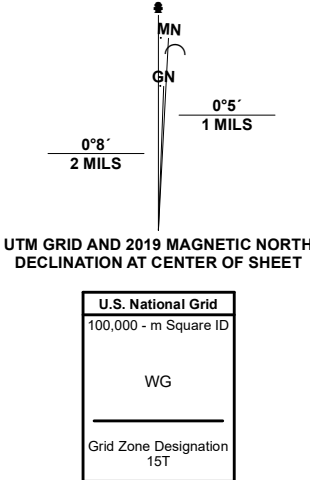 MN
GN
0°5´
1 MILS
0°8´
2 MILS
UTM GRID AND 2019 MAGNETIC NORTH
DECLINATION AT CENTER OF SHEET
U.S. National Grid
100,000 - m Square ID
WG
Grid Zone Designation
15T